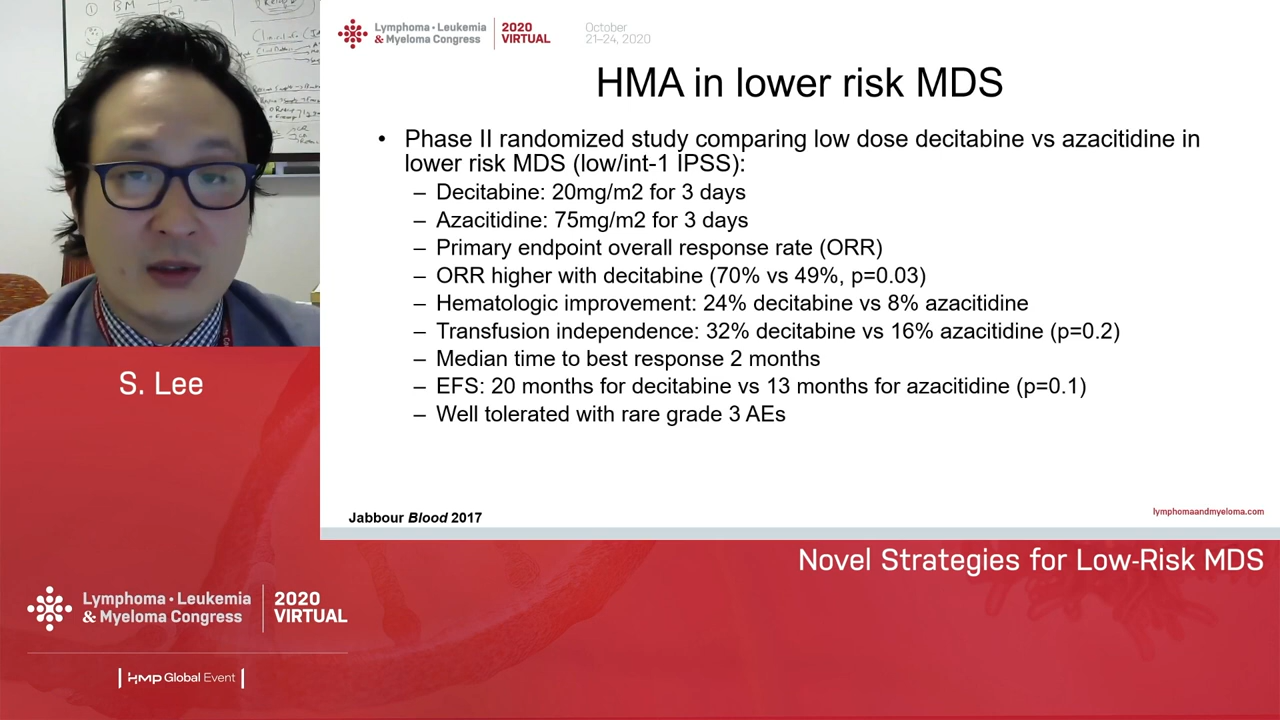 BM
Lymphoma • Leukemia
& Myeloma Congress
2020
VIRTUAL
October
21–24, 2020
HMA in lower risk MDS
• Phase II randomized study comparing low dose decitabine vs azacitidine in
lower risk MDS (low/int-1 IPSS):
– Decitabine: 20mg/m2 for 3 days
– Azacitidine: 75mg/m2 for 3 days
– Primary endpoint overall response rate (ORR)
– ORR higher with decitabine (70% vs 49%, p=0.03)
– Hematologic improvement: 24% decitabine vs 8% azacitidine
– Transfusion independence: 32% decitabine vs 16% azacitidine (p=0.2)
– Median time to best response 2 months
– EFS: 20 months for decitabine vs 13 months for azacitidine (p=0.1)
– Well tolerated with rare grade 3 AEs
Jabbour Blood 2017
lymphomaandmyeloma.com
S. Lee
Novel Strategies for Low-Risk MDS
Lymphoma • Leukemia
& Myeloma Congress
2020
VIRTUAL
HMP Global Event